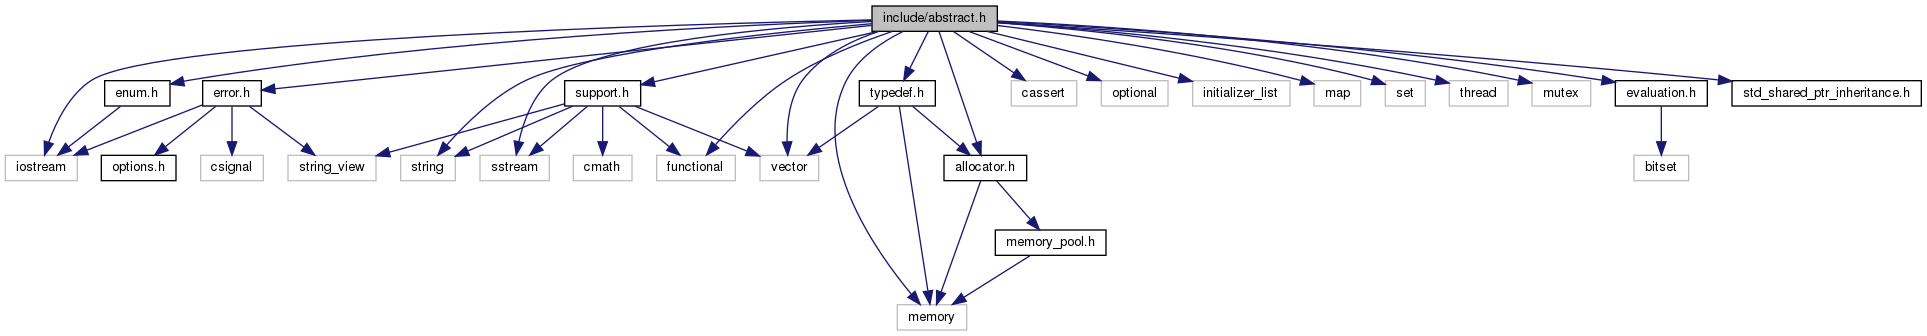 include/abstract.h
enum.h
error.h
support.h
typedef.h
cassert
optional
initializer_list
map
set
thread
mutex
evaluation.h
std_shared_ptr_inheritance.h
iostream
options.h
csignal
string_view
string
sstream
cmath
functional
vector
allocator.h
bitset
memory_pool.h
memory